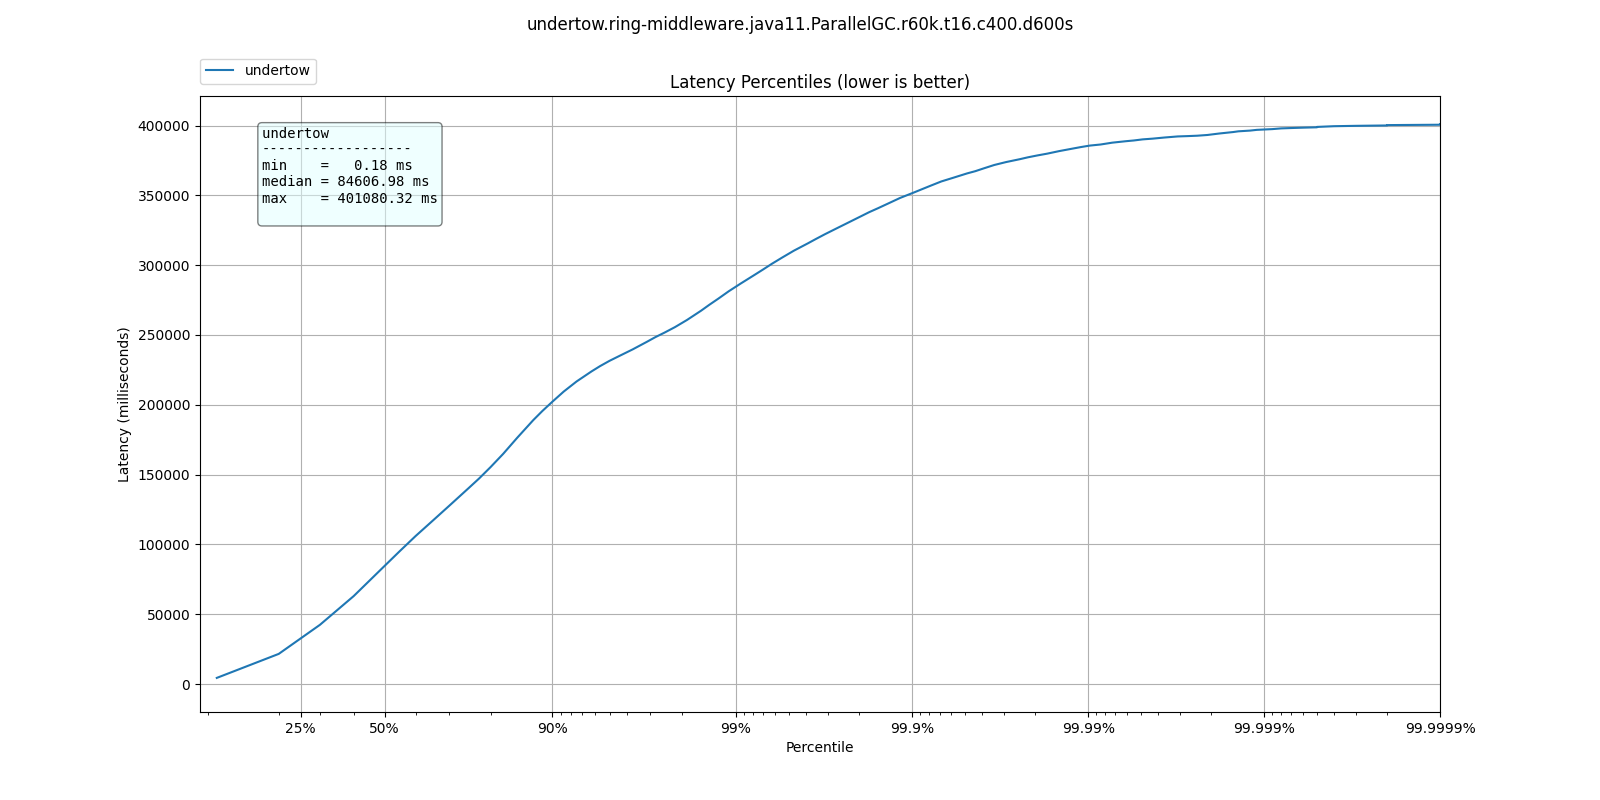 undertow.ring-middleware.java11.ParallelGC.r60k.t16.c400.d600s
undertow
Latency Percentiles (lower is better)
400000
350000
300000
250000
200000
150000
100000
50000
0
Latency (milliseconds)
undertow
------------------
min    =   0.18 ms
median = 84606.98 ms
max    = 401080.32 ms
25% 50% 90% 99% 99.9% 99.99% 99.999% 99.9999%
Percentile